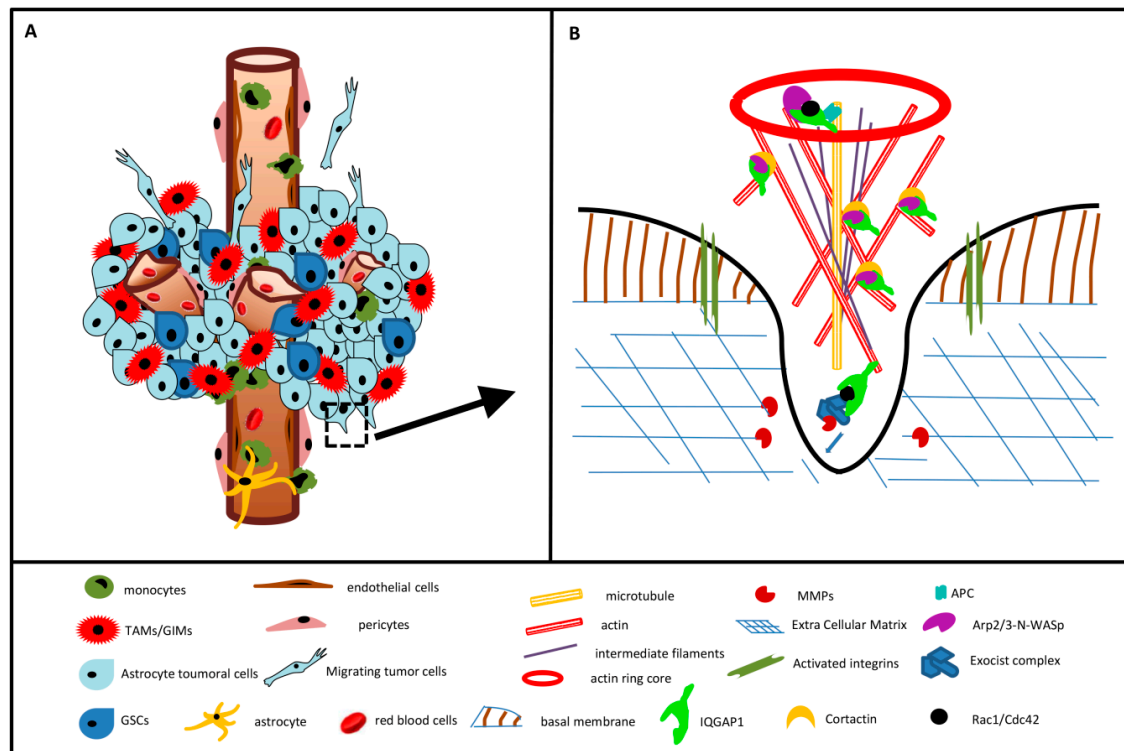 A
B
monocytes
endothelial cells
microtubule
MMPs
APC
TAMs/GIMs
pericytes
actin
Extra Cellular Matrix
Arp2/3-N-WASp
Astrocyte toumoral cells
Migrating tumor cells
intermediate filaments
Activated integrins
Exocist complex
actin ring core
GSCs
astrocyte
red blood cells
basal membrane
IQGAP1
Cortactin
Rac1/Cdc42